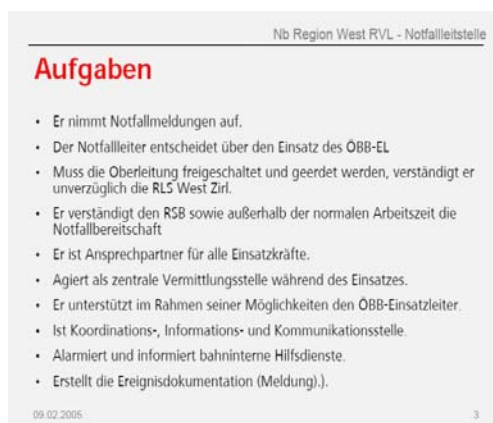 Nb Region West RVL - Notfallleitstelle
Aufgaben
• Er nimmt Notfallmeldungen auf.
• Der Notfallleiter entscheidet über den Einsatz des ÖBB-EL
• Muss die Oberleitung freigeschaltet und geerdet werden, verständigt er
unverzüglich die RLS West Zirl.
• Er verständigt den RSB sowie außerhalb der normalen Arbeitszeit die
Notfallbereitschaft
• Er ist Ansprechpartner für alle Einsatzkräfte.
• Agiert als zentrale Vermittlungsstelle während des Einsatzes.
• Er unterstützt im Rahmen seiner Möglichkeiten den ÖBB-Einsatzleiter.
• Ist Koordinations-, Informations- und Kommunikationsstelle.
• Alarmiert und informiert bahninterne Hilfsdienste.
• Erstellt die Ereignisdokumentation (Meldung).).
09.02.2005
3